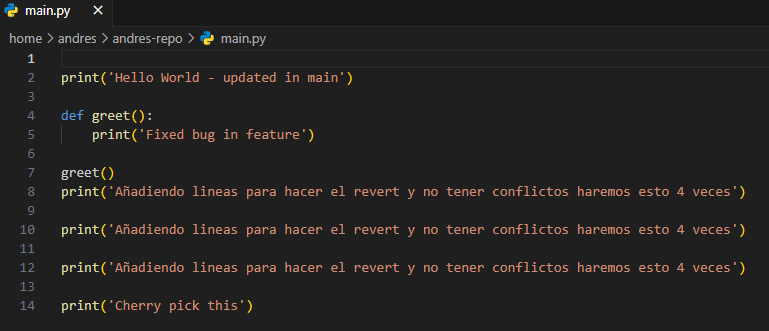 main.py ×
home > andres > andres-repo > main.py
1
2 print('Hello World - updated in main')
3
4 def greet():
5     print('Fixed bug in feature')
6
7 greet()
8 print('Añadiendo lineas para hacer el revert y no tener conflictos haremos esto 4 veces')
9
10 print('Añadiendo lineas para hacer el revert y no tener conflictos haremos esto 4 veces')
11
12 print('Añadiendo lineas para hacer el revert y no tener conflictos haremos esto 4 veces')
13
14 print('Cherry pick this')